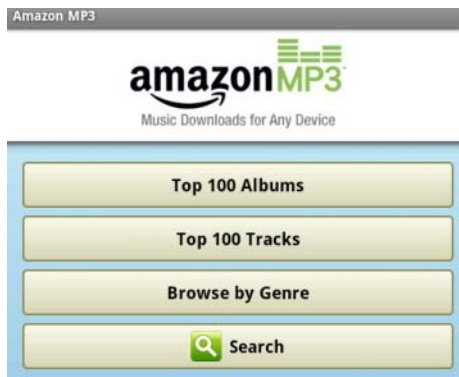 Amazon MP3
amazonMP3
Music Downloads for Any Device
Top 100 Albums
Top 100 Tracks
Browse by Genre
Search